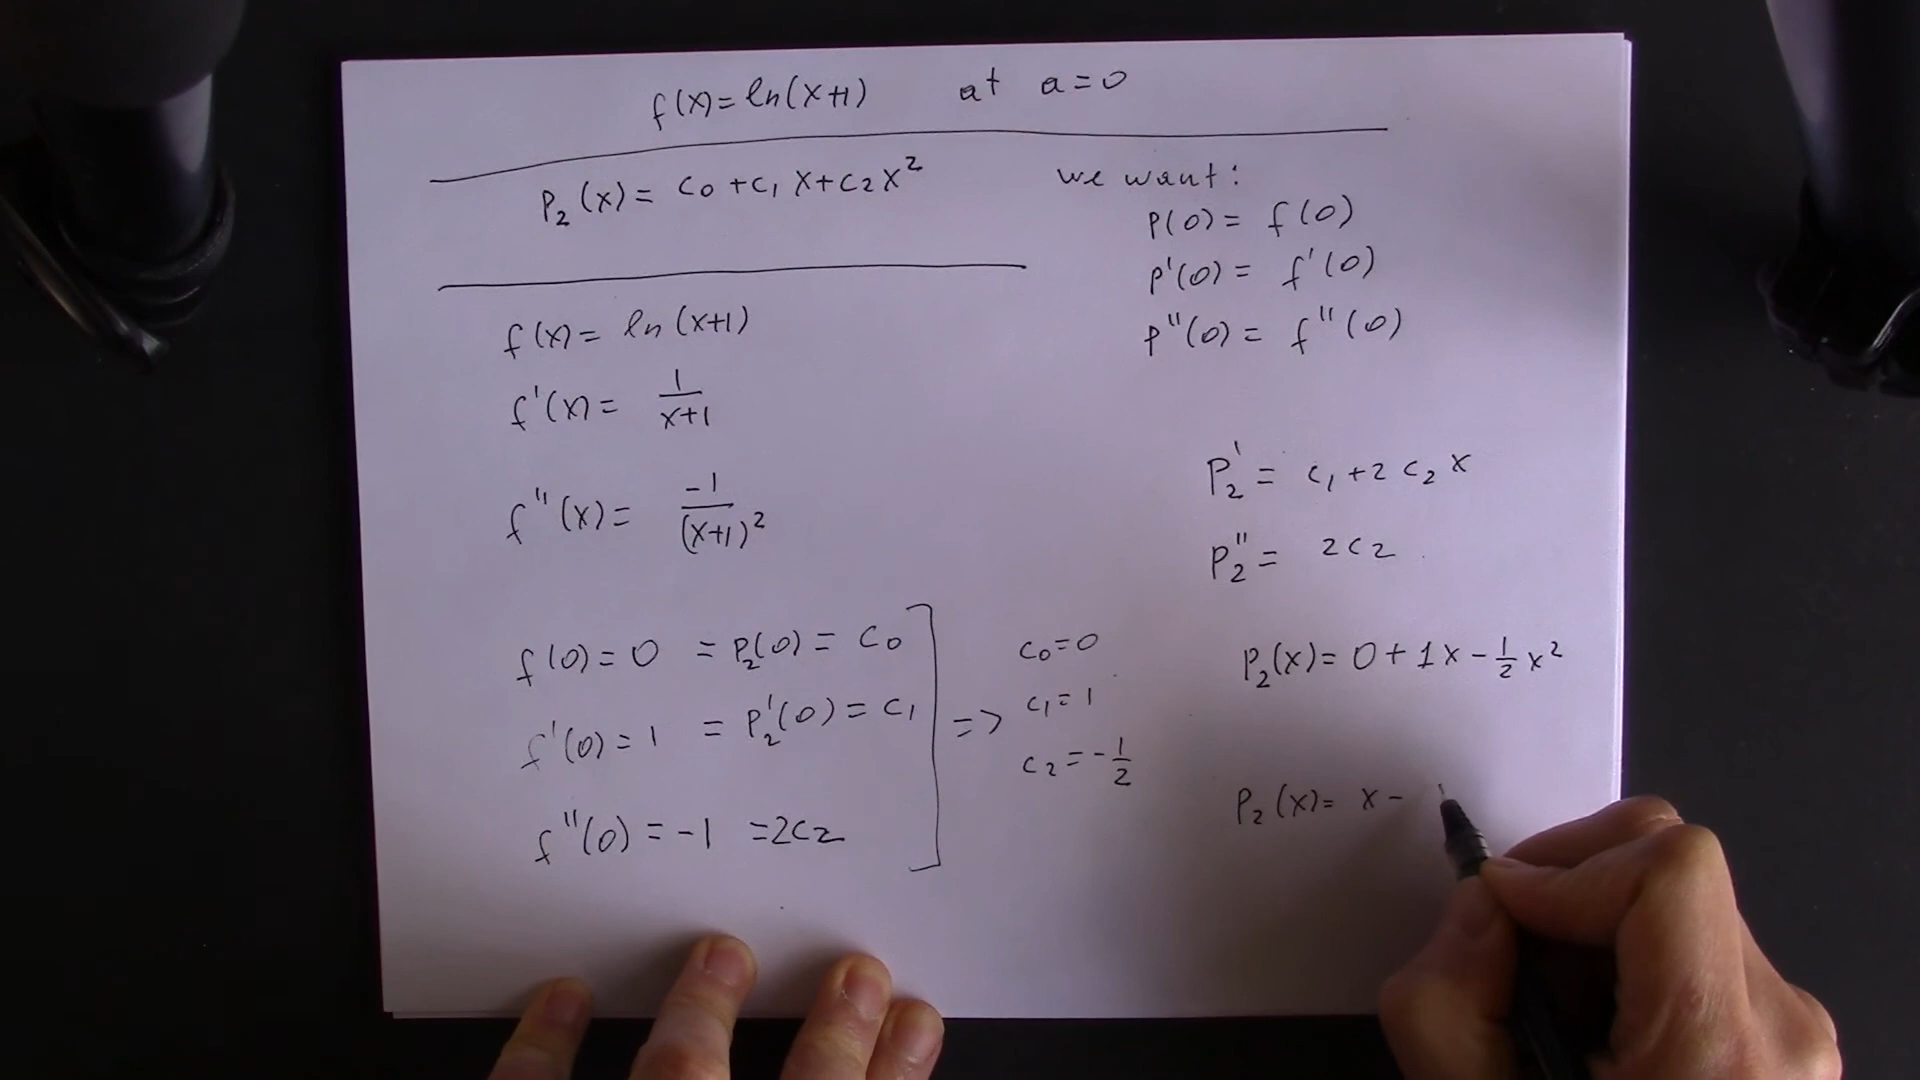 f(x)= ln(x+1) at a=0
P₂(x)= c₀+c₁x+c₂x²
we want:
P(0)= f(0)
P'(0)= f'(0)
P''(0)= f''(0)
f(x)= ln(x+1)
f'(x)= 1/(x+1)
f''(x)= -1/(x+1)²
P₂'= c₁+2c₂x
P₂''= 2c₂
f(0)=0 =P₂(0)= c₀
f'(0)=1 = P₂'(0)= c₁
f''(0)=-1 =2c₂
=> c₀=0
c₁=1
c₂=-1/2
P₂(x)= 0+1x-1/2x²
P₂(x)= x-